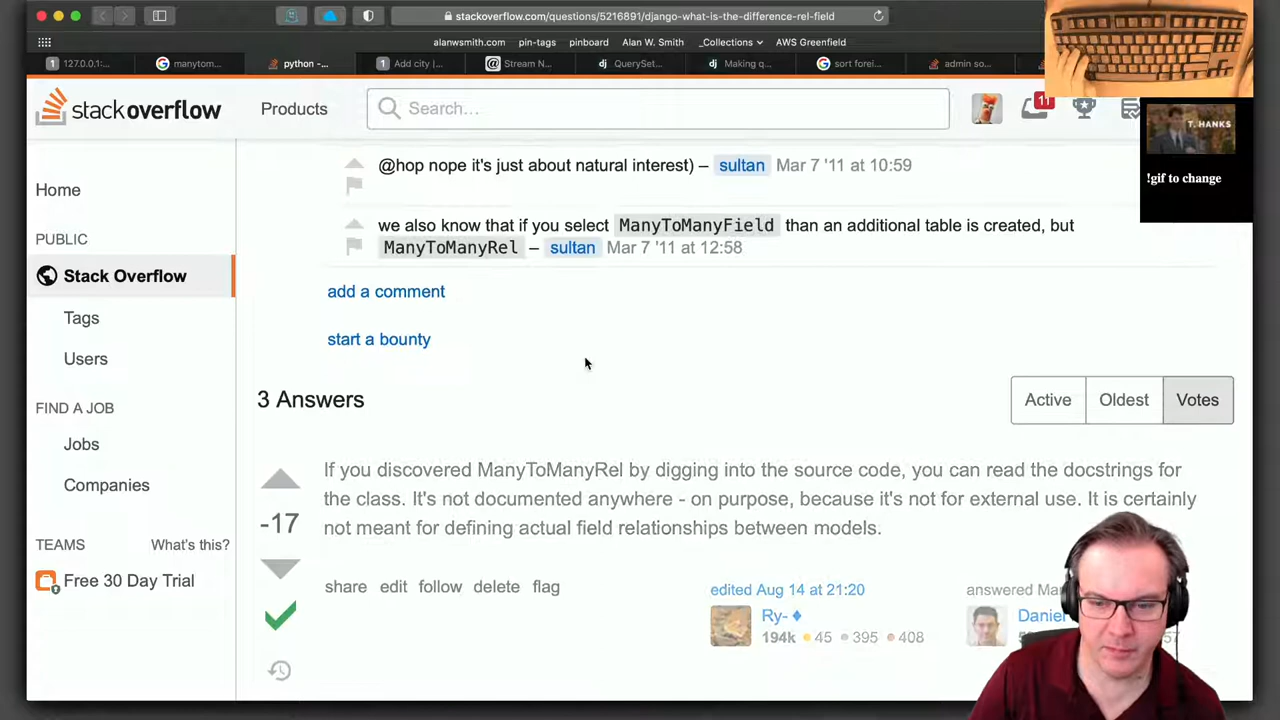 stackoverflow.com/questions/5216891/django-what-is-the-difference-rel-field
alanwsmith.com pin-tags pinboard Alan W. Smith _Collections AWS Greenfield
1 127.0.0.1:... manytom... python -... 1 Add city |... Stream N... dj QuerySet... dj Making q... sort forei... admin so...
stackoverflow Products Search... 11
T. HANKS
!gif to change
Home
PUBLIC
Stack Overflow
Tags
Users
FIND A JOB
Jobs
Companies
TEAMS What's this?
Free 30 Day Trial
@hop nope it's just about natural interest) – sultan Mar 7 '11 at 10:59
we also know that if you select ManyToManyField than an additional table is created, but
ManyToManyRel – sultan Mar 7 '11 at 12:58
add a comment
start a bounty
3 Answers Active Oldest Votes
-17
If you discovered ManyToManyRel by digging into the source code, you can read the docstrings for
the class. It's not documented anywhere - on purpose, because it's not for external use. It is certainly
not meant for defining actual field relationships between models.
share edit follow delete flag
edited Aug 14 at 21:20
Ry- ♦
194k 45 395 408
answered Ma
Daniel